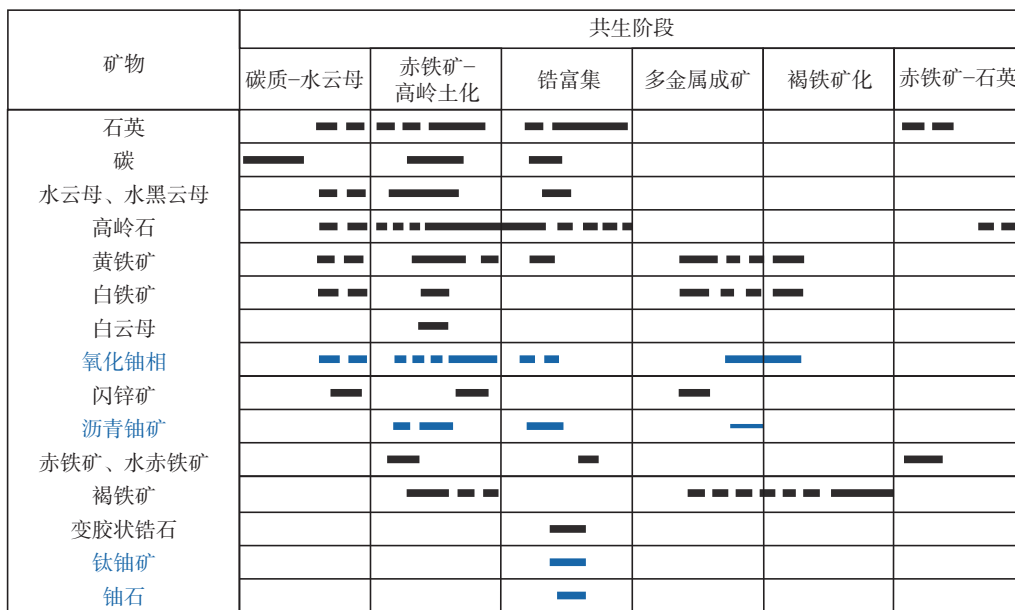 矿物
共生阶段
碳质-水云母
赤铁矿-
高岭土化
锆富集
多金属成矿
褐铁矿化
赤铁矿-石英
石英
碳
水云母、水黑云母
高岭石
黄铁矿
白铁矿
白云母
氧化铀相
闪锌矿
沥青铀矿
赤铁矿、水赤铁矿
褐铁矿
变胶状锆石
钛铀矿
铀石